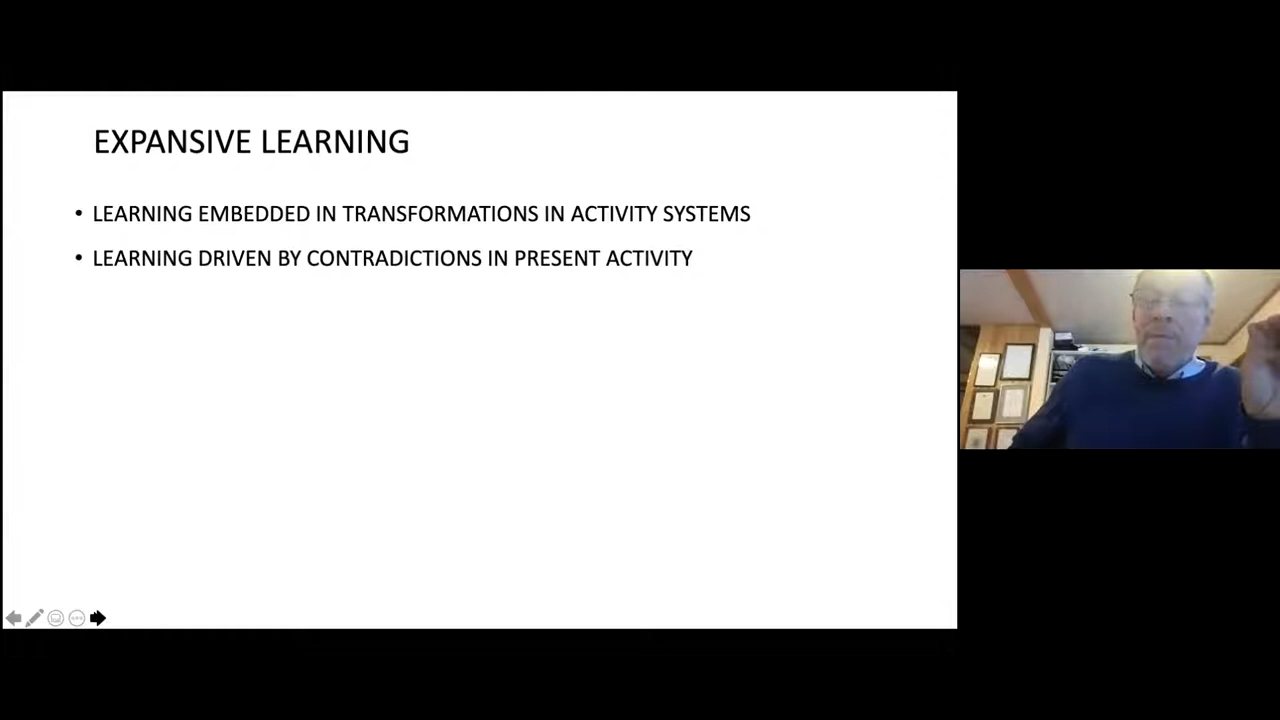 EXPANSIVE LEARNING
• LEARNING EMBEDDED IN TRANSFORMATIONS IN ACTIVITY SYSTEMS
• LEARNING DRIVEN BY CONTRADICTIONS IN PRESENT ACTIVITY